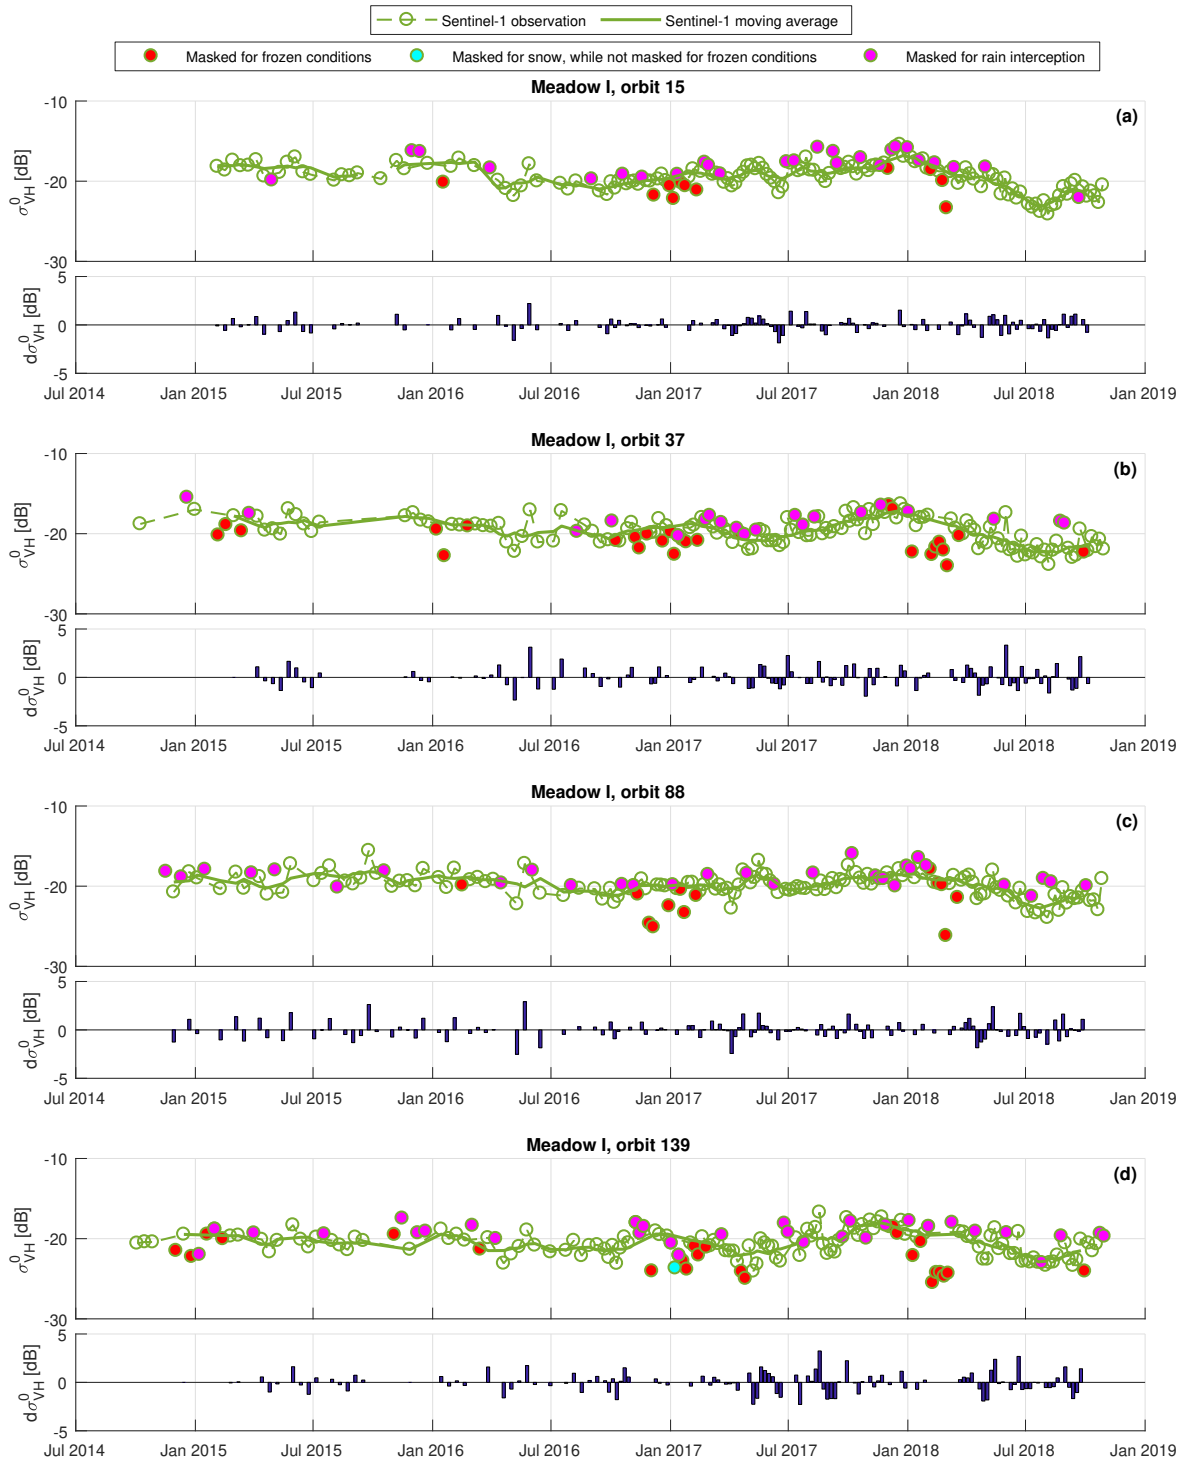 Sentinel-1 observation Sentinel-1 moving average
Masked for frozen conditions Masked for snow, while not masked for frozen conditions Masked for rain interception
Meadow I, orbit 15
(a)
-10
-20
-30
σ⁰VH [dB]
5
0
-5
dσ⁰VH [dB]
Jul 2014 Jan 2015 Jul 2015 Jan 2016 Jul 2016 Jan 2017 Jul 2017 Jan 2018 Jul 2018 Jan 2019
Meadow I, orbit 37
(b)
-10
-20
-30
σ⁰VH [dB]
5
0
-5
dσ⁰VH [dB]
Jul 2014 Jan 2015 Jul 2015 Jan 2016 Jul 2016 Jan 2017 Jul 2017 Jan 2018 Jul 2018 Jan 2019
Meadow I, orbit 88
(c)
-10
-20
-30
σ⁰VH [dB]
5
0
-5
dσ⁰VH [dB]
Jul 2014 Jan 2015 Jul 2015 Jan 2016 Jul 2016 Jan 2017 Jul 2017 Jan 2018 Jul 2018 Jan 2019
Meadow I, orbit 139
(d)
-10
-20
-30
σ⁰VH [dB]
5
0
-5
dσ⁰VH [dB]
Jul 2014 Jan 2015 Jul 2015 Jan 2016 Jul 2016 Jan 2017 Jul 2017 Jan 2018 Jul 2018 Jan 2019